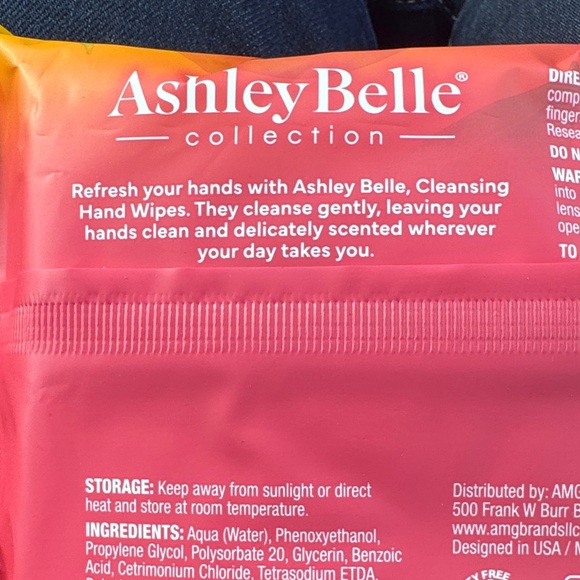 Ashley Belle®
collection
Refresh your hands with Ashley Belle, Cleansing
Hand Wipes. They cleanse gently, leaving your
hands clean and delicately scented wherever
your day takes you.
DIRE
comp
finger
Resea
DO N
WAR
into
lens
ope
TO
STORAGE: Keep away from sunlight or direct
heat and store at room temperature.
INGREDIENTS: Aqua (Water), Phenoxyethanol,
Propylene Glycol, Polysorbate 20, Glycerin, Benzoic
Acid, Cetrimonium Chloride, Tetrasodium ETDA,
Distributed by: AMG
500 Frank W Burr B
www.amgbrandsllc
Designed in USA / M
Y FREE